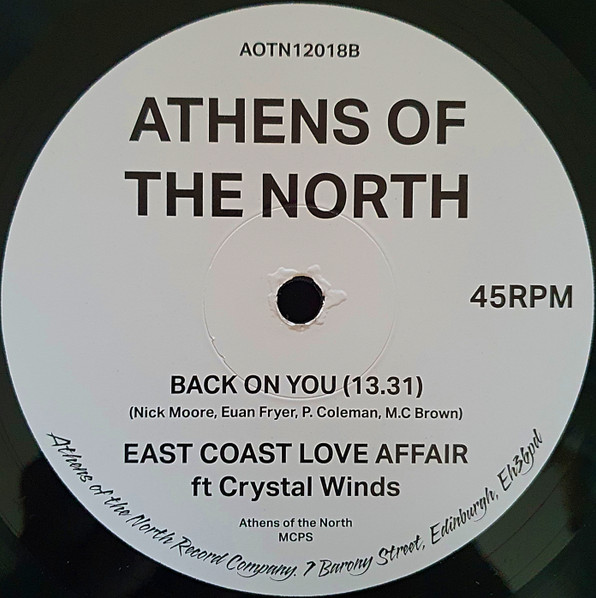 AOTN12018B
ATHENS OF
THE NORTH
45RPM
BACK ON YOU (13.31)
(Nick Moore, Euan Fryer, P. Coleman, M.C Brown)
EAST COAST LOVE AFFAIR
ft Crystal Winds
Athens of the North
MCPS
Athens of the North Record Company. 7 Barony Street, Edinburgh, Eh36pd